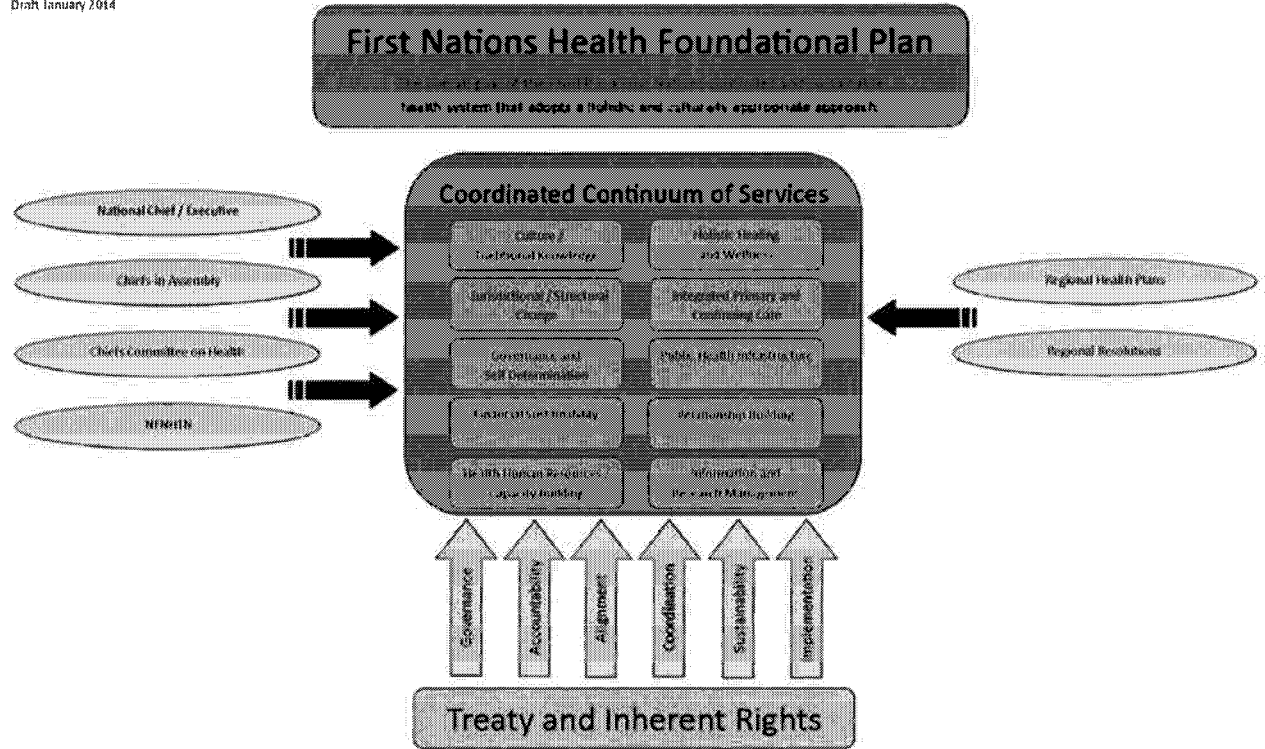 Draft January 2014
First Nations Health Foundational Plan
health system that adopts a holistic and culturally appropriate approach
Coordinated Continuum of Services
National Chief / Executive
Chiefs in Assembly
Chiefs Committee on Health
NFNHTN
Culture /
Traditional Knowledge
Holistic Healing
and Wellness
Jurisdictional / Structural
Change
Integrated Primary and
Continuing Care
Governance and
Self Determination
Public Health Infrastructure
Financial Sustainability
Relationship Building
Health Human Resources
Capacity Building
Information and
Research Management
Regional Health Plans
Regional Resolutions
Governance
Accountability
Alignment
Coordination
Sustainability
Implementation
Treaty and Inherent Rights